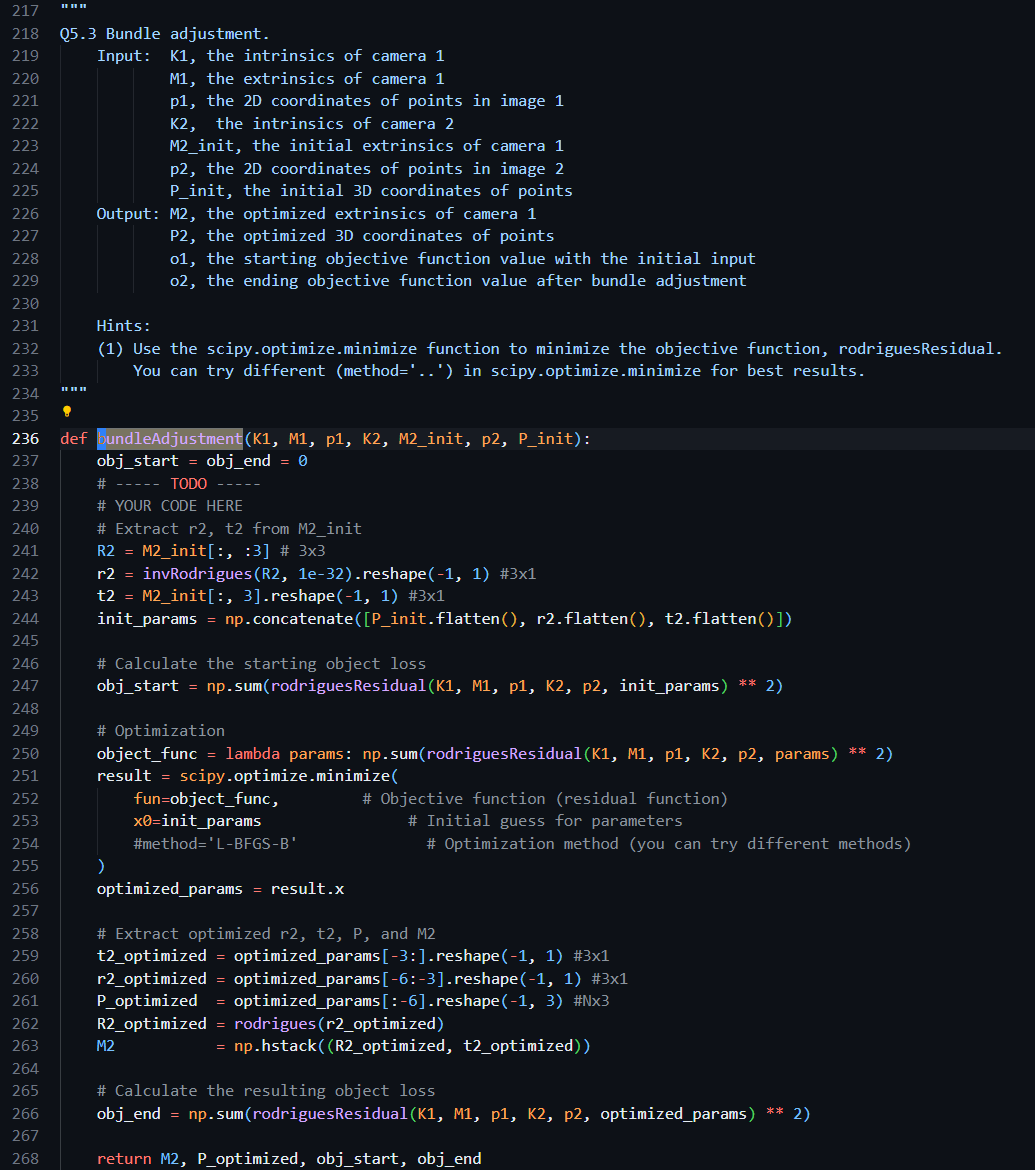 217 """
218 Q5.3 Bundle adjustment.
219     Input:  K1, the intrinsics of camera 1
220             M1, the extrinsics of camera 1
221             p1, the 2D coordinates of points in image 1
222             K2,  the intrinsics of camera 2
223             M2_init, the initial extrinsics of camera 1
224             p2, the 2D coordinates of points in image 2
225             P_init, the initial 3D coordinates of points
226     Output: M2, the optimized extrinsics of camera 1
227             P2, the optimized 3D coordinates of points
228             o1, the starting objective function value with the initial input
229             o2, the ending objective function value after bundle adjustment
230
231     Hints:
232     (1) Use the scipy.optimize.minimize function to minimize the objective function, rodriguesResidual.
233         You can try different (method='..') in scipy.optimize.minimize for best results.
234 """
235
236 def bundleAdjustment(K1, M1, p1, K2, M2_init, p2, P_init):
237     obj_start = obj_end = 0
238     # ----- TODO -----
239     # YOUR CODE HERE
240     # Extract r2, t2 from M2_init
241     R2 = M2_init[:, :3] # 3x3
242     r2 = invRodrigues(R2, 1e-32).reshape(-1, 1) #3x1
243     t2 = M2_init[:, 3].reshape(-1, 1) #3x1
244     init_params = np.concatenate([P_init.flatten(), r2.flatten(), t2.flatten()])
245
246     # Calculate the starting object loss
247     obj_start = np.sum(rodriguesResidual(K1, M1, p1, K2, p2, init_params) ** 2)
248
249     # Optimization
250     object_func = lambda params: np.sum(rodriguesResidual(K1, M1, p1, K2, p2, params) ** 2)
251     result = scipy.optimize.minimize(
252         fun=object_func,         # Objective function (residual function)
253         x0=init_params                # Initial guess for parameters
254         #method='L-BFGS-B'              # Optimization method (you can try different methods)
255     )
256     optimized_params = result.x
257
258     # Extract optimized r2, t2, P, and M2
259     t2_optimized = optimized_params[-3:].reshape(-1, 1) #3x1
260     r2_optimized = optimized_params[-6:-3].reshape(-1, 1) #3x1
261     P_optimized  = optimized_params[:-6].reshape(-1, 3) #Nx3
262     R2_optimized = rodrigues(r2_optimized)
263     M2           = np.hstack((R2_optimized, t2_optimized))
264
265     # Calculate the resulting object loss
266     obj_end = np.sum(rodriguesResidual(K1, M1, p1, K2, p2, optimized_params) ** 2)
267
268     return M2, P_optimized, obj_start, obj_end